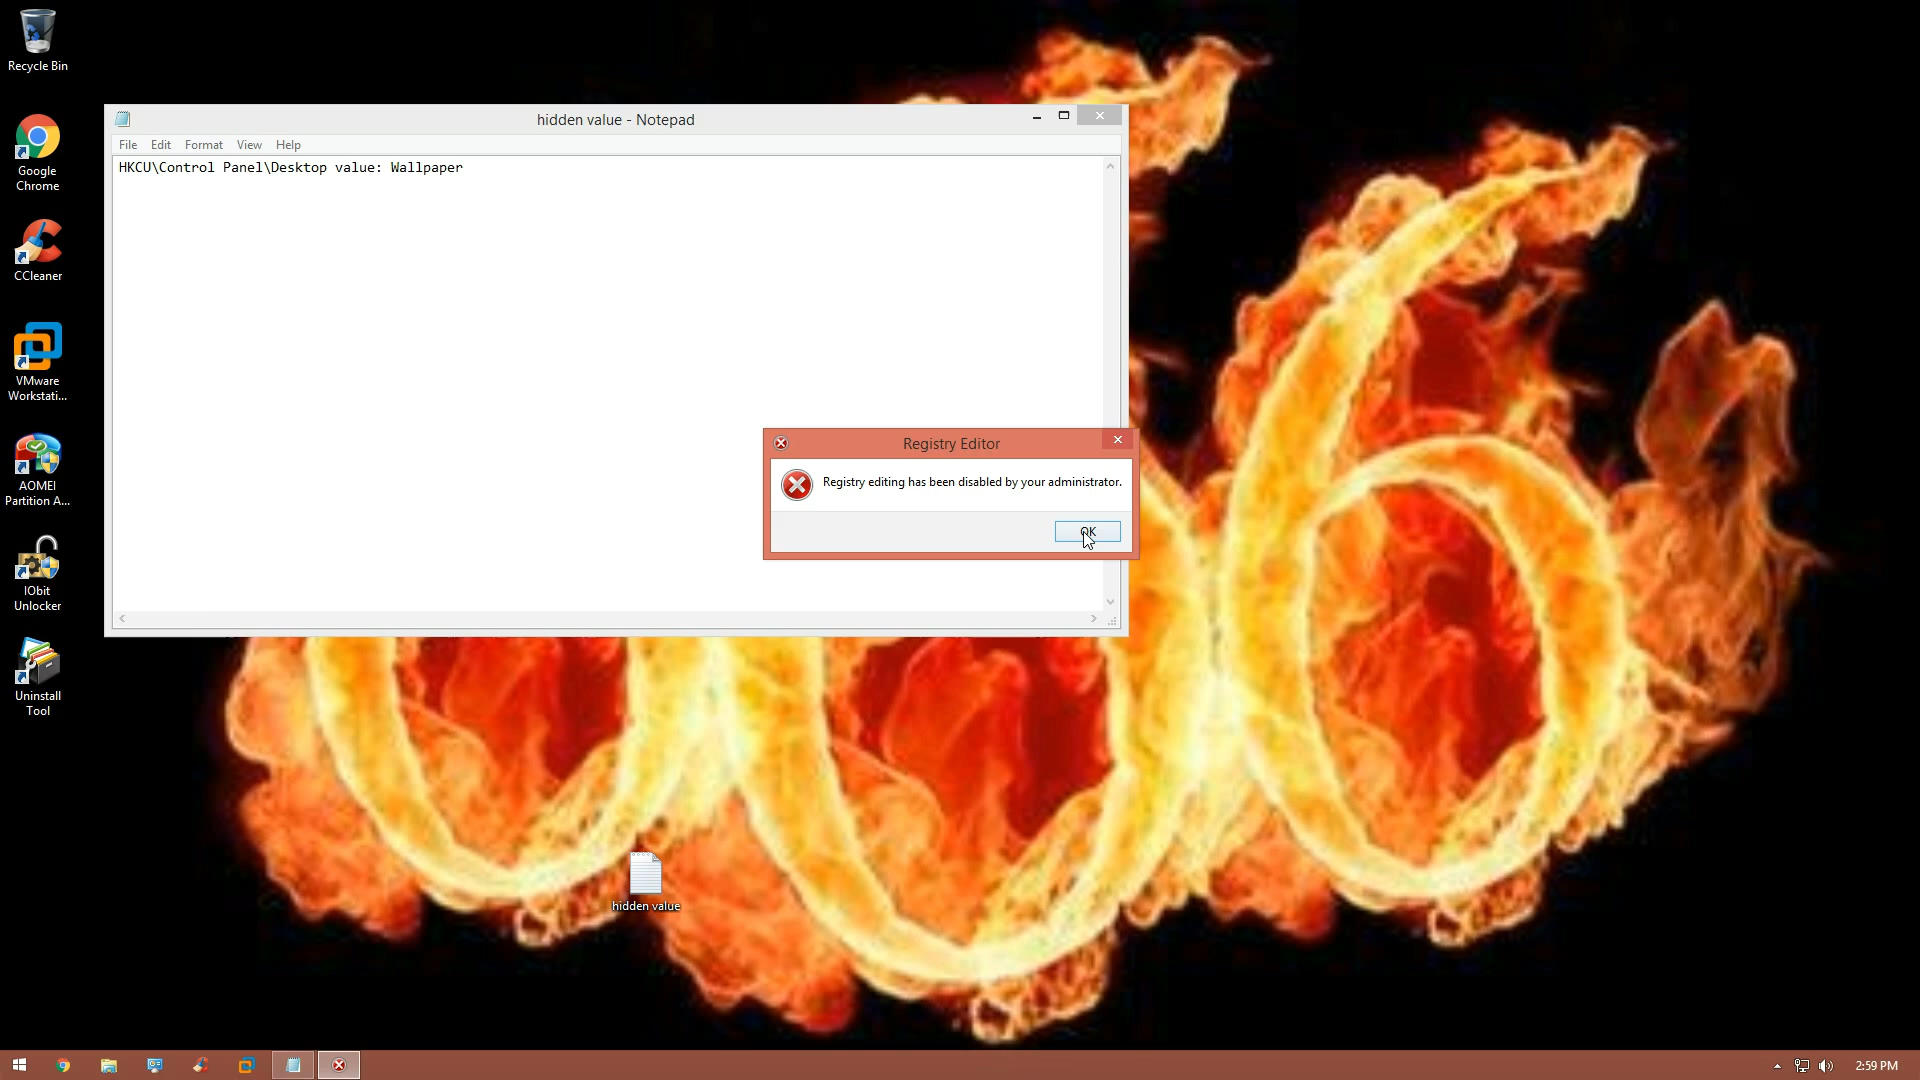 Recycle Bin
Google
Chrome
CCleaner
VMware
Workstati...
AOMEI
Partition A...
IObit
Unlocker
Uninstall
Tool
hidden value - Notepad
File Edit Format View Help
HKCU\Control Panel\Desktop value: Wallpaper
Registry Editor
Registry editing has been disabled by your administrator.
OK
666
hidden value
2:59 PM